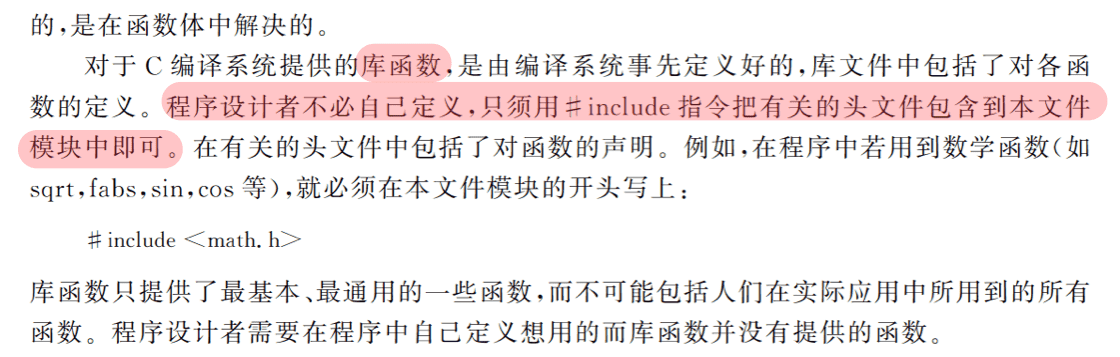 的,是在函数体中解决的。
对于 C 编译系统提供的库函数,是由编译系统事先定义好的,库文件中包括了对各函
数的定义。程序设计者不必自己定义,只须用#include 指令把有关的头文件包含到本文件
模块中即可。在有关的头文件中包括了对函数的声明。例如,在程序中若用到数学函数(如
sqrt,fabs,sin,cos 等),就必须在本文件模块的开头写上:
#include <math.h>
库函数只提供了最基本、最通用的一些函数,而不可能包括人们在实际应用中所用到的所有
函数。程序设计者需要在程序中自己定义想用的而库函数并没有提供的函数。